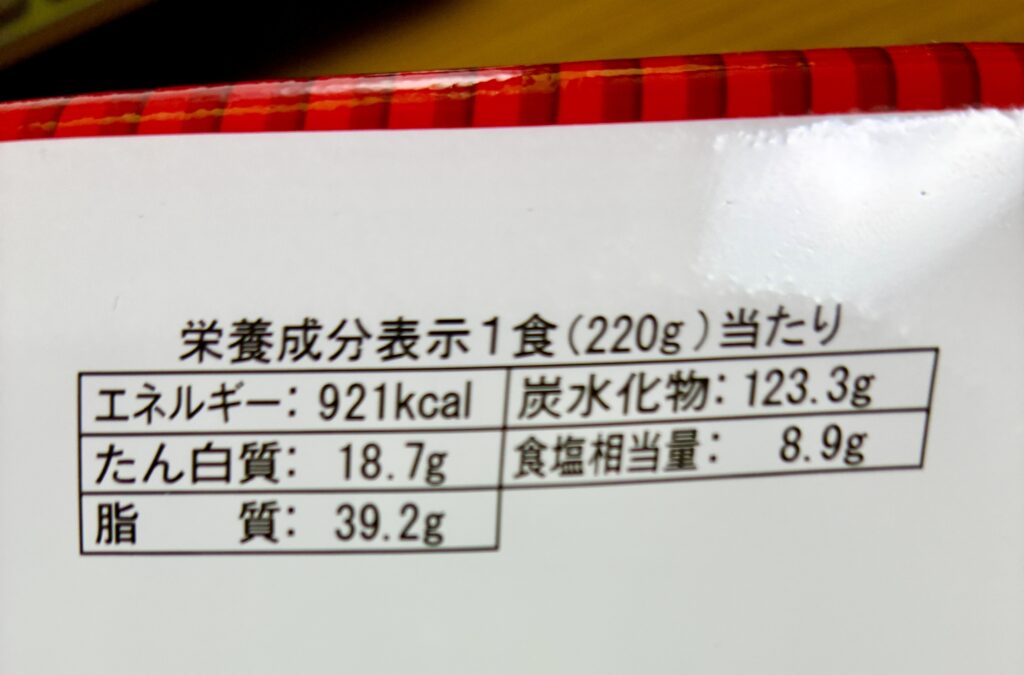 栄養成分表示1食(220g)当たり
エネルギー: 921kcal 炭水化物: 123.3g
たん白質: 18.7g 食塩相当量: 8.9g
脂　質: 39.2g